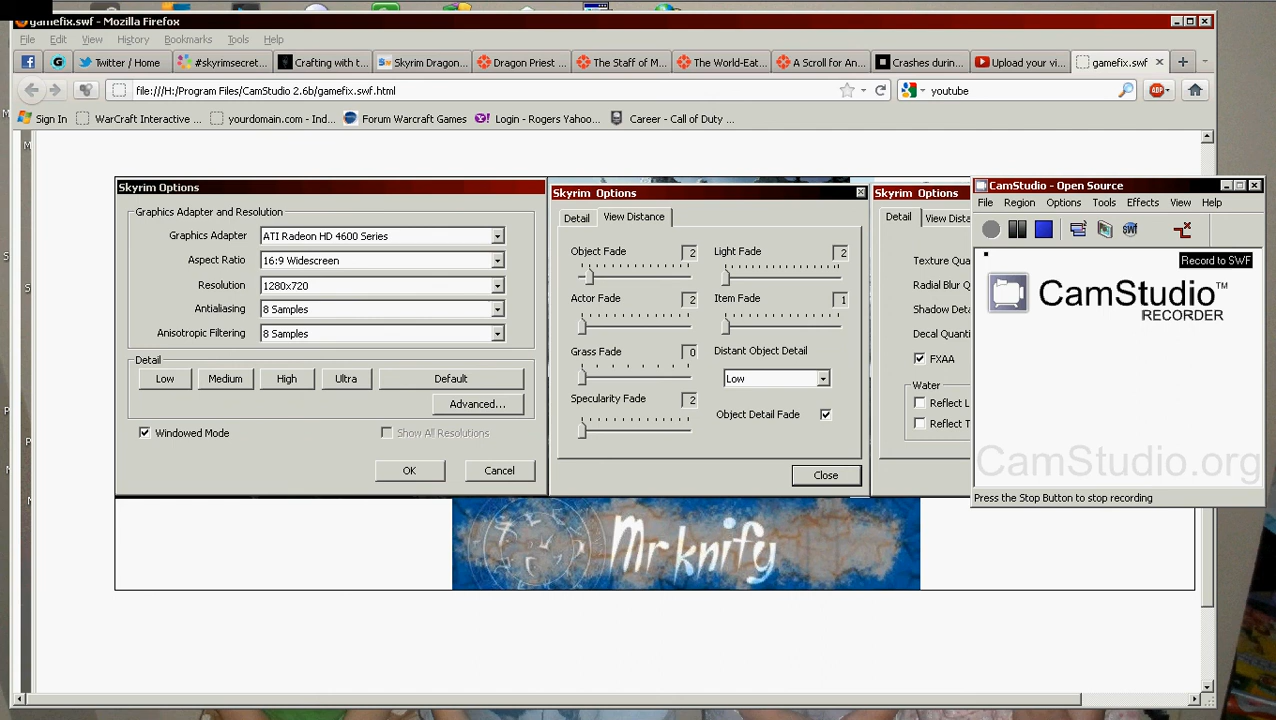 gamefix.swf - Mozilla Firefox
File Edit View History Bookmarks Tools Help
Twitter / Home
#skyrimsecret...
Crafting with t...
Skyrim Dragon...
Dragon Priest ...
The Staff of M...
The World-Eat...
A Scroll for An...
Crashes durin...
Upload your vi...
gamefix.swf
file:///H:/Program Files/CamStudio 2.6b/gamefix.swf.html
youtube
ABP
Sign In
WarCraft Interactive ...
yourdomain.com - Ind...
Forum Warcraft Games
Login - Rogers Yahoo...
Career - Call of Duty ...
Skyrim Options
Graphics Adapter and Resolution
Graphics Adapter ATI Radeon HD 4600 Series
Aspect Ratio 16:9 Widescreen
Resolution 1280x720
Antialiasing 8 Samples
Anisotropic Filtering 8 Samples
Detail
Low Medium High Ultra Default
Advanced...
Windowed Mode Show All Resolutions
OK Cancel
Skyrim Options
Detail View Distance
Object Fade 2 Light Fade 2
Actor Fade 2 Item Fade 1
Grass Fade 0 Distant Object Detail
Low
Specularity Fade 2
Object Detail Fade
Close
Skyrim Options
Detail View Dista
Texture Qua
Radial Blur Q
Shadow Deta
Decal Quanti
FXAA
Water
Reflect L
Reflect T
CamStudio - Open Source
File Region Options Tools Effects View Help
SWF
Record to SWF
CamStudio™
RECORDER
CamStudio.org
Press the Stop Button to stop recording
Mr knify